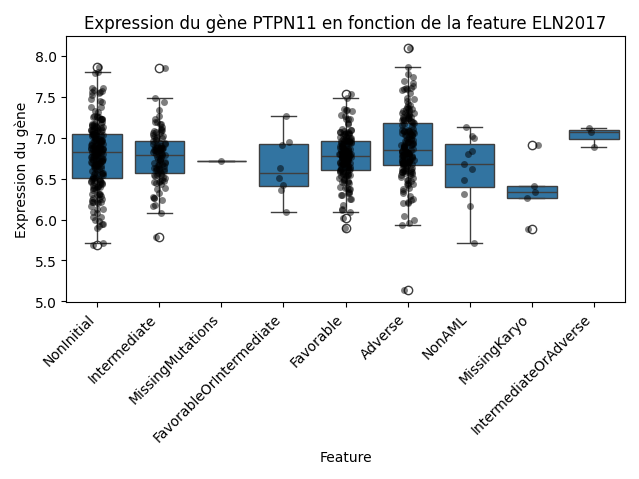 Expression du gène PTPN11 en fonction de la feature ELN2017
Expression du gène
8.0
7.5
7.0
6.5
6.0
5.5
5.0
NonInitial
Intermediate
MissingMutations
FavorableOrIntermediate
Favorable
Adverse
NonAML
MissingKaryo
IntermediateOrAdverse
Feature